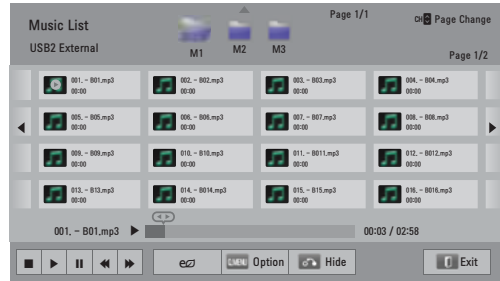 Music List
Page 1/1
CH Page Change
USB2 External
M1
M2
M3
Page 1/2
001. - B01.mp3
00:00
002. - B02.mp3
00:00
003. - B03.mp3
00:00
004. - B04.mp3
00:00
005. - B05.mp3
00:00
006. - B06.mp3
00:00
007. - B07.mp3
00:00
008. - B08.mp3
00:00
009. - B09.mp3
00:00
010. - B10.mp3
00:00
011. - B011.mp3
00:00
012. - B012.mp3
00:00
013. - B13.mp3
00:00
014. - B014.mp3
00:00
015. - B15.mp3
00:00
016. - B016.mp3
00:00
001. - B01.mp3
00:03 / 02:58
e
Q.MENU Option
Hide
Exit